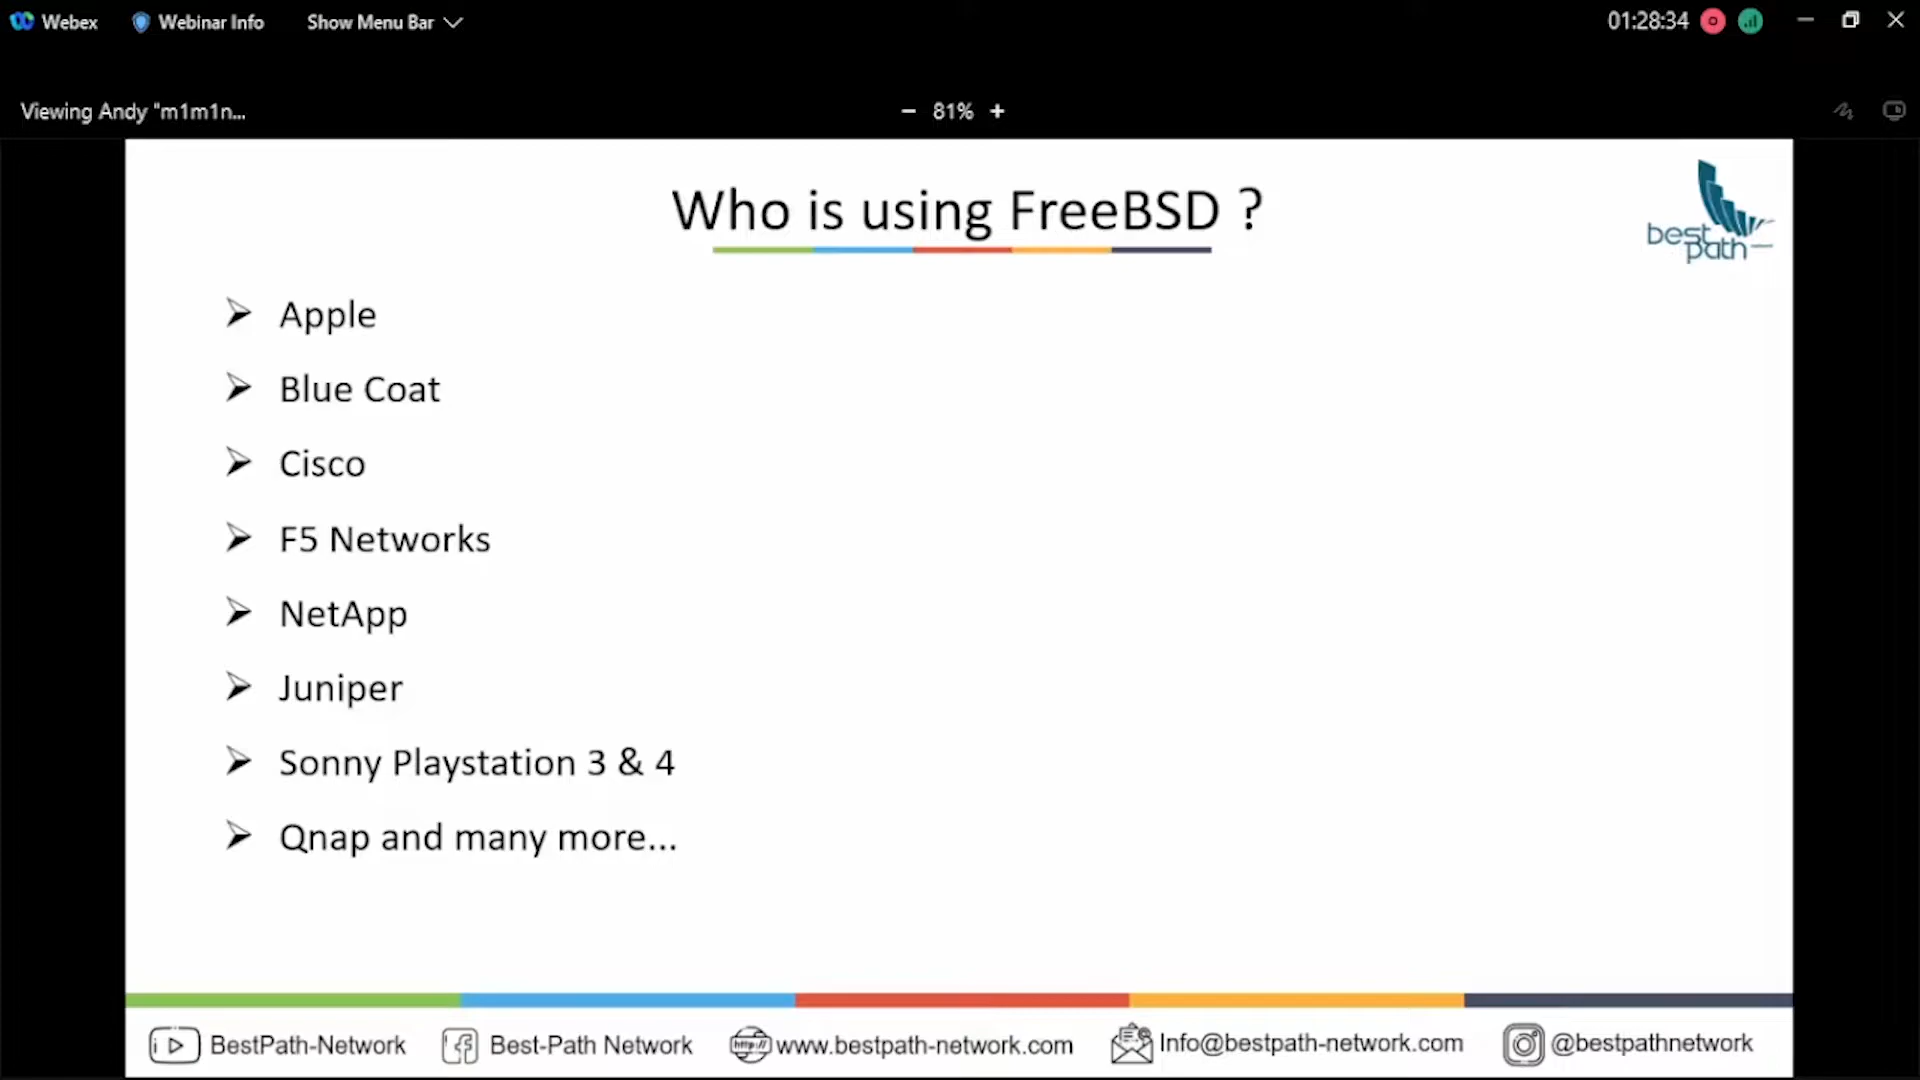 Webex Webinar Info Show Menu Bar 01:28:34
Viewing Andy "m1m1n... − 81% +
Who is using FreeBSD ?
best
path
Apple
Blue Coat
Cisco
F5 Networks
NetApp
Juniper
Sonny Playstation 3 & 4
Qnap and many more...
BestPath-Network Best-Path Network http:// www.bestpath-network.com Info@bestpath-network.com @bestpathnetwork